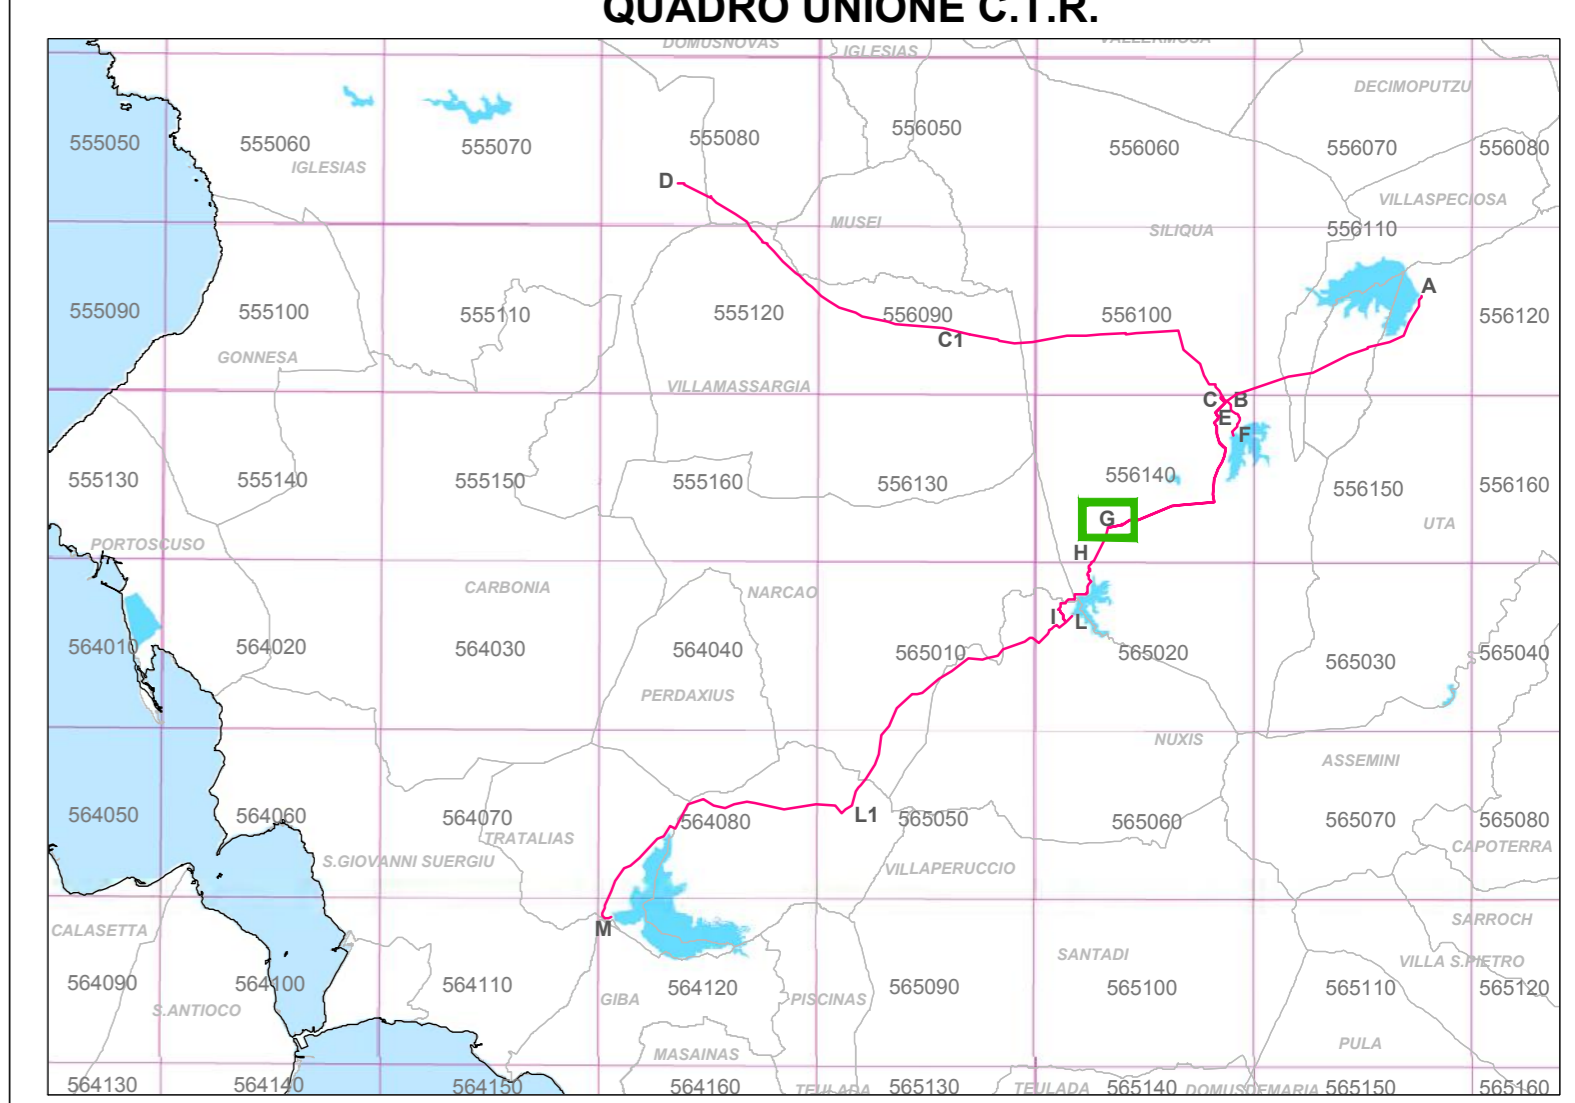 QUADRO UNIONE C.T.R.
DOMUSNOVAS
IGLESIAS
VALLERMOSA
DECIMOPUTZU
555050
555060
555070
555080
556050
556060
556070
556080
IGLESIAS
D
MUSEI
SILIQUA
VILLASPECIOSA
556110
A
555090
555100
555110
555120
556090
556100
556120
C1
GONNESA
VILLAMASSARGIA
C
B
E
F
555130
555140
555150
555160
556130
556140
556150
556160
G
UTA
PORTOSCUSO
H
CARBONIA
NARCAO
I
L
564010
564020
564030
564040
565010
565020
565030
565040
PERDAXIUS
NUXIS
ASSEMINI
564050
564060
564070
564080
L1
565050
565060
565070
565080
TRATALIAS
CAPOTERRA
S.GIOVANNI SUERGIU
VILLAPERUCCIO
CALASETTA
M
SARROCH
SANTADI
VILLA S.PIETRO
564090
564100
564110
564120
565090
565100
565110
565120
S.ANTIOCO
GIBA
PISCINAS
MASAINAS
PULA
564130
564140
564150
564160
TEULADA
565130
TEULADA
565140
DOMUSDEMARIA
565150
565160